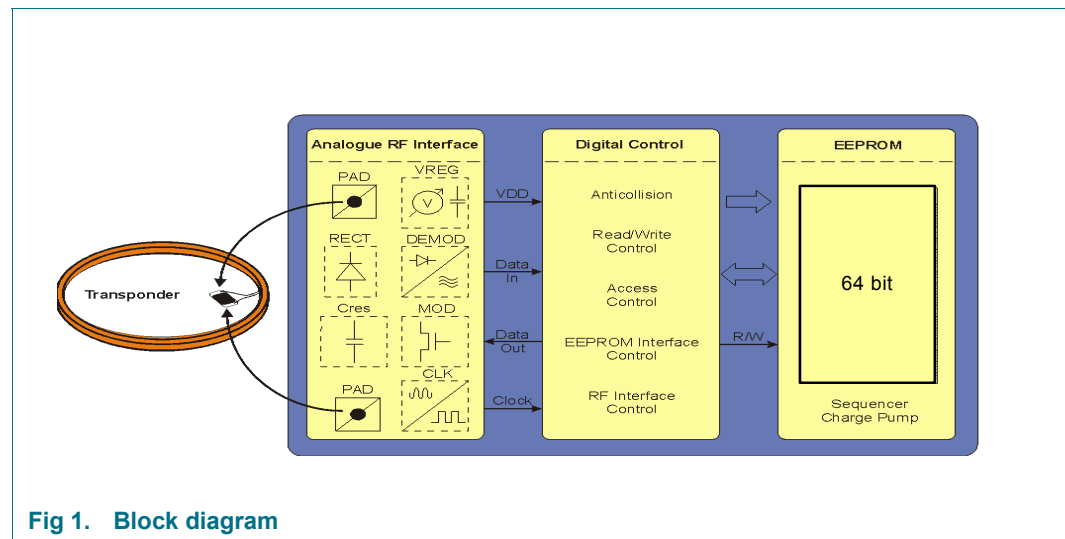 Analogue RF Interface
PAD
VREG
V
RECT
DEMOD
Cres
MOD
PAD
CLK
Transponder
VDD
Data
In
Data
Out
Clock
Digital Control
Anticollision
Read/Write
Control
Access
Control
EEPROM Interface
Control
RF Interface
Control
R/W
EEPROM
64 bit
Sequencer
Charge Pump
Fig 1. Block diagram